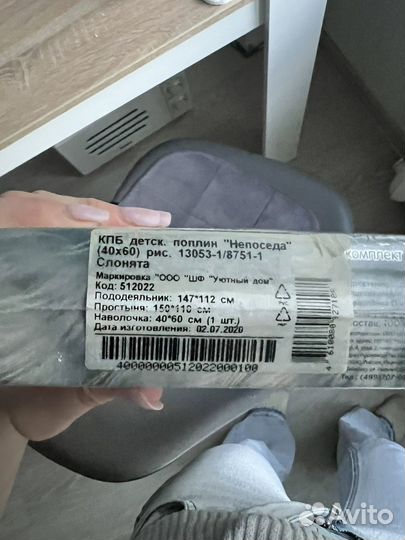 КПБ детск. поплин "Непоседа"
(40х60) рис. 13053-1/8751-1
Слонята
Маркировка "ООО "ШФ "Уютный дом"
Код: 512022
Пододеяльник: 147*112 см
Простыня: 150*110 см
Наволочка: 40*60 см (1 шт.)
Дата изготовления: 02.07.2020
4000000051202200100
комплект
Avito